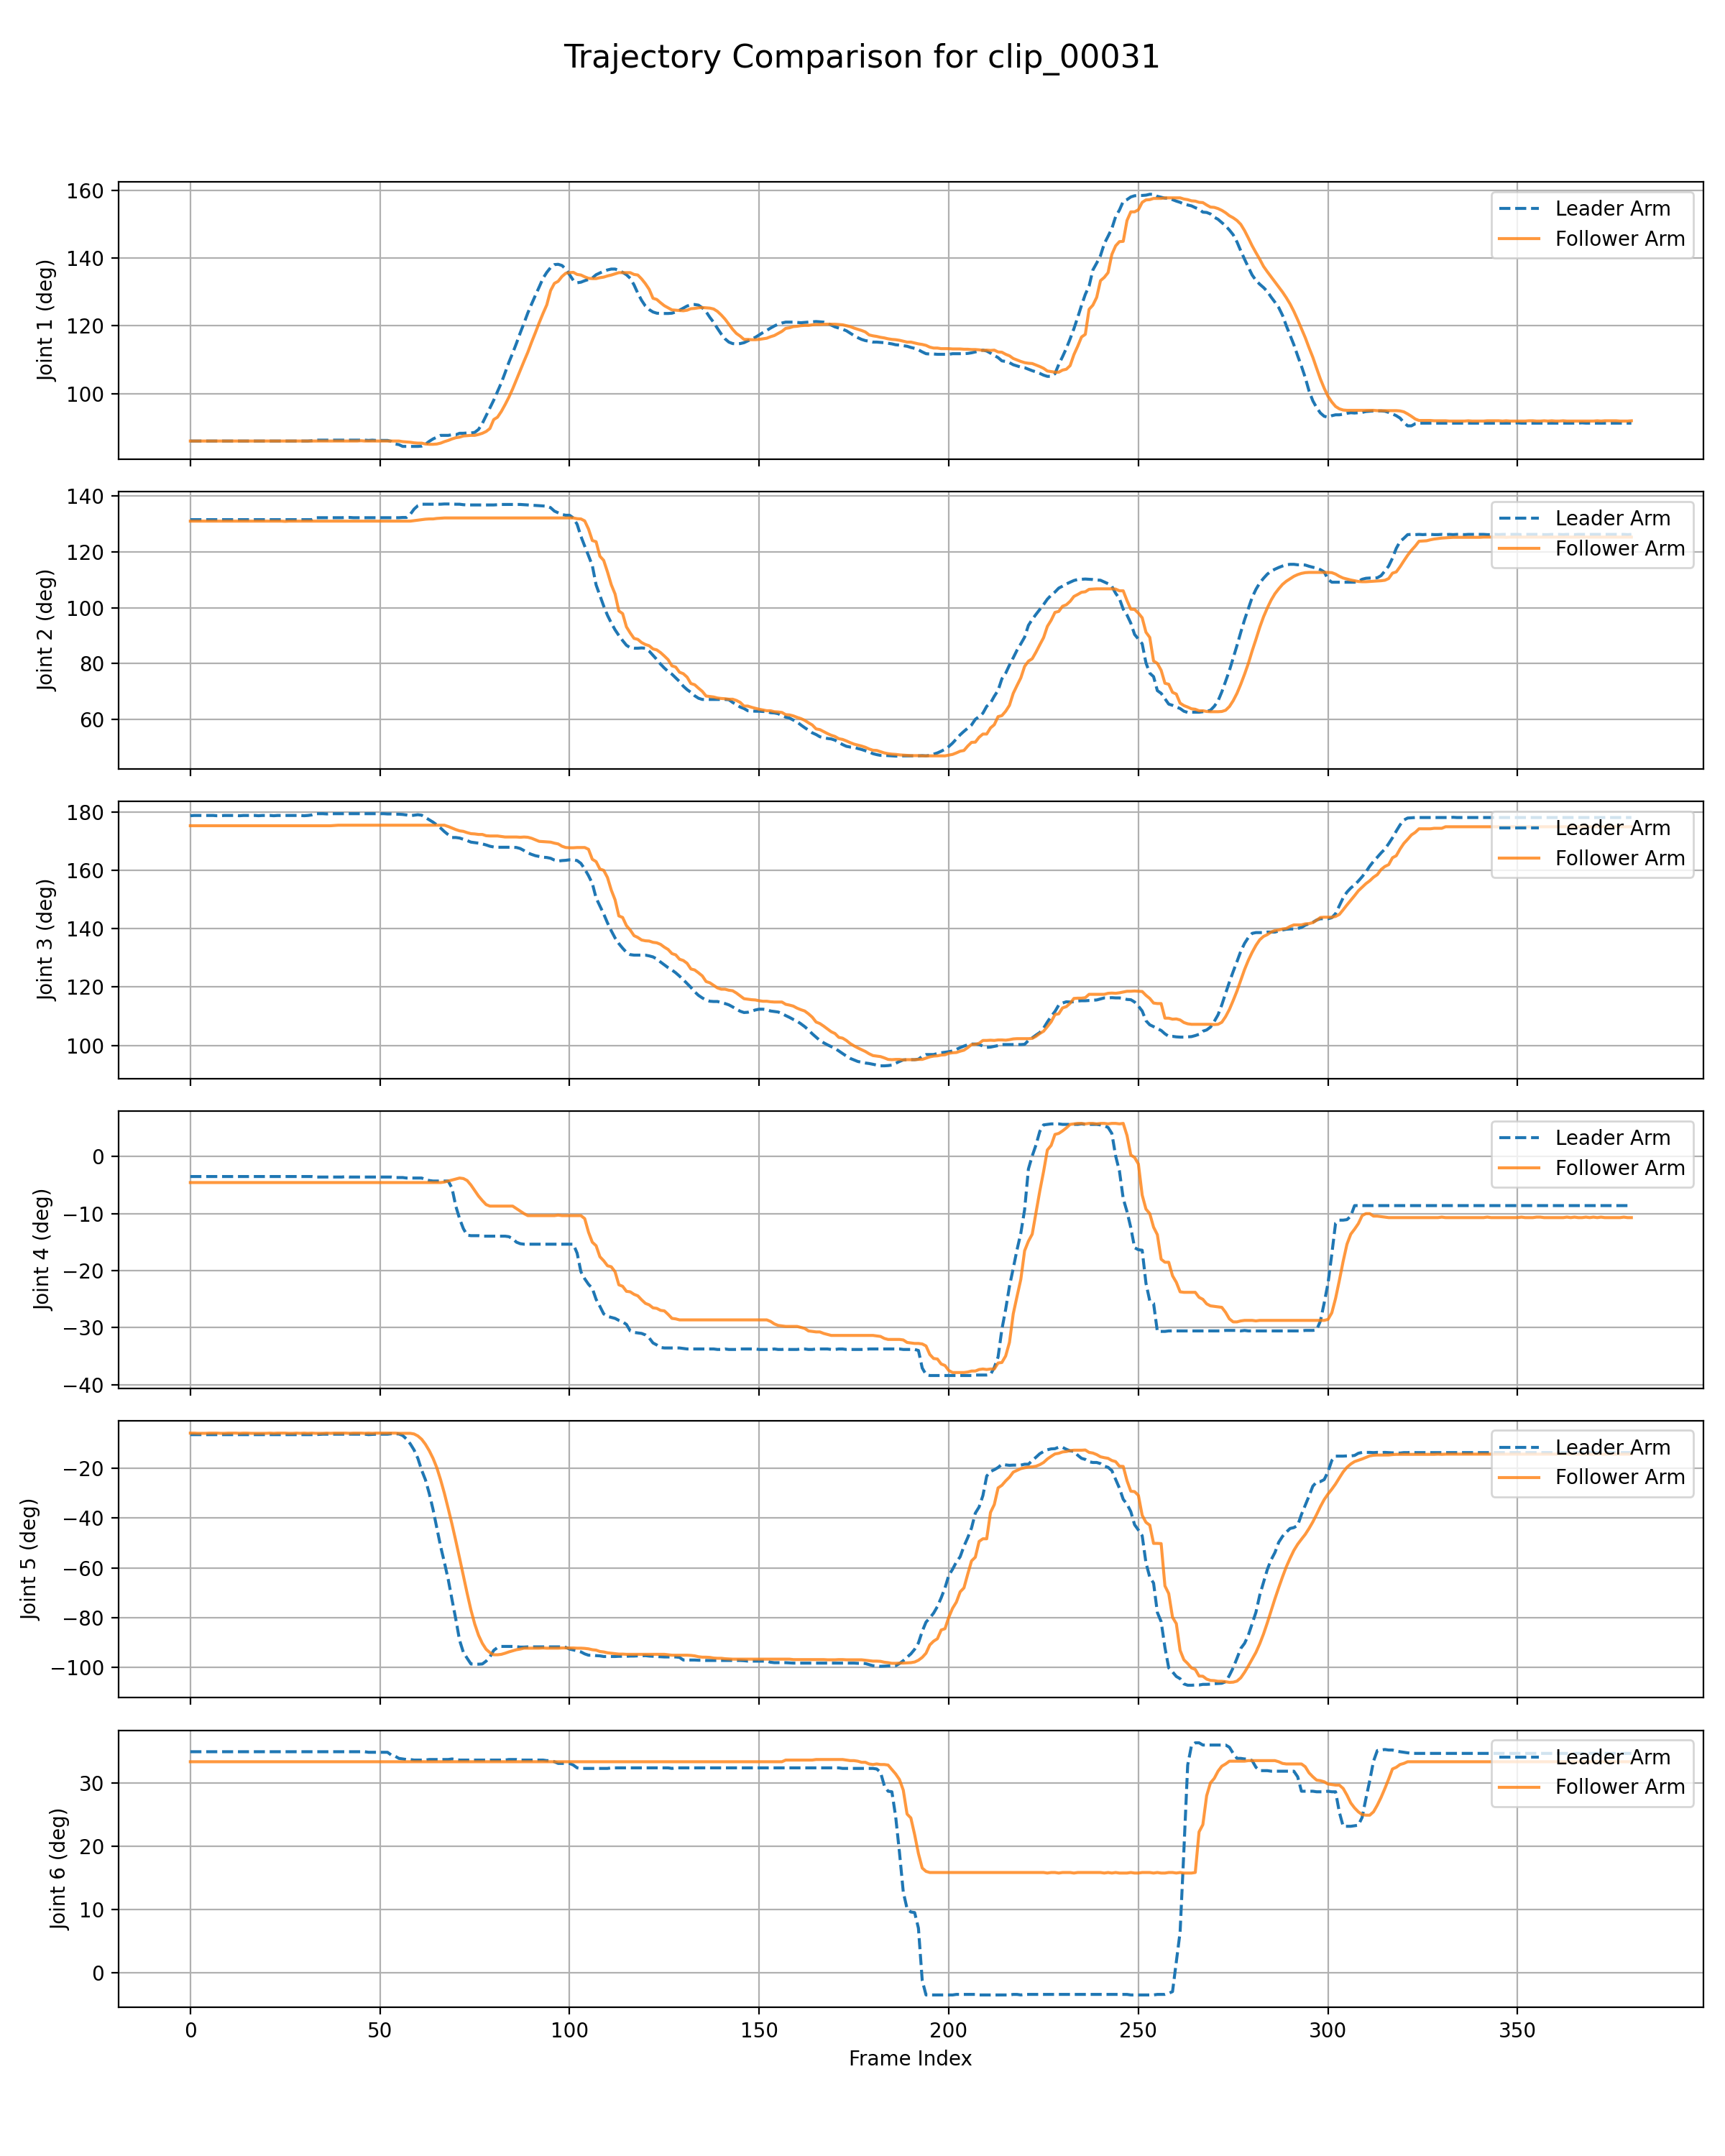 Trajectory Comparison for clip_00031
160
140
120
100
Joint 1 (deg)
Leader Arm
Follower Arm
140
120
100
80
60
Joint 2 (deg)
Leader Arm
Follower Arm
180
160
140
120
100
Joint 3 (deg)
Leader Arm
Follower Arm
0
−10
−20
−30
−40
Joint 4 (deg)
Leader Arm
Follower Arm
−20
−40
−60
−80
−100
Joint 5 (deg)
Leader Arm
Follower Arm
30
20
10
0
Joint 6 (deg)
Leader Arm
Follower Arm
0 50 100 150 200 250 300 350
Frame Index